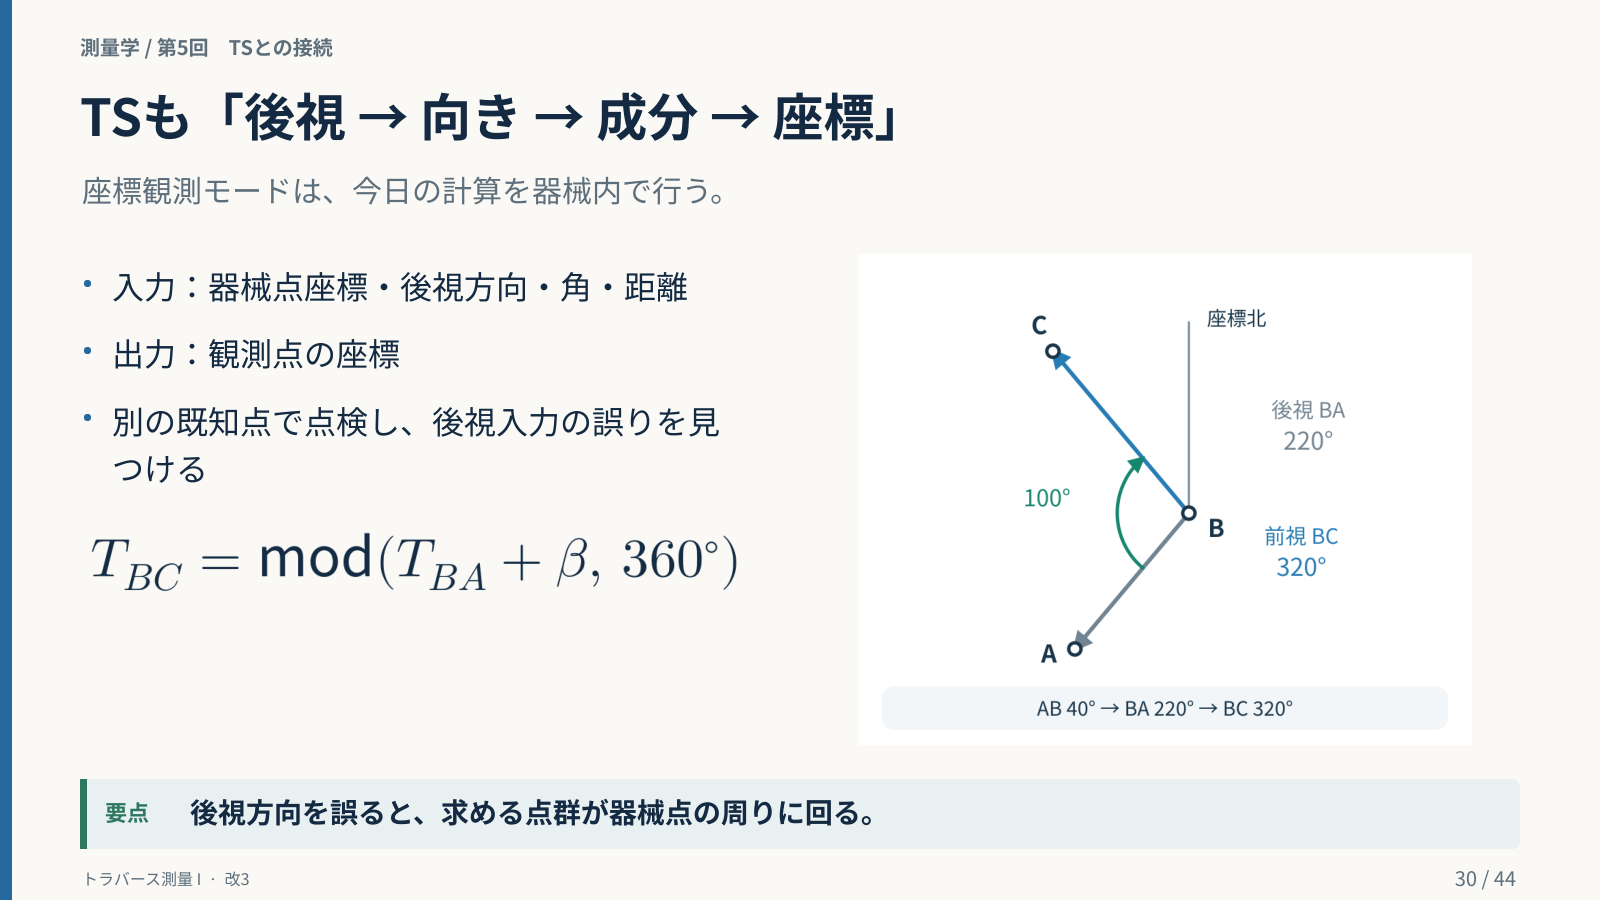 測量学 / 第5回　TSとの接続
TSも「後視 → 向き → 成分 → 座標」
座標観測モードは、今日の計算を器械内で行う。
• 入力：器械点座標・後視方向・角・距離
• 出力：観測点の座標
• 別の既知点で点検し、後視入力の誤りを見
つける
T_{BC} = mod(T_{BA} + β, 360°)
C
座標北
後視 BA
220°
100°
B
前視 BC
320°
A
AB 40° → BA 220° → BC 320°
要点　後視方向を誤ると、求める点群が器械点の周りに回る。
トラバース測量 I · 改3
30 / 44